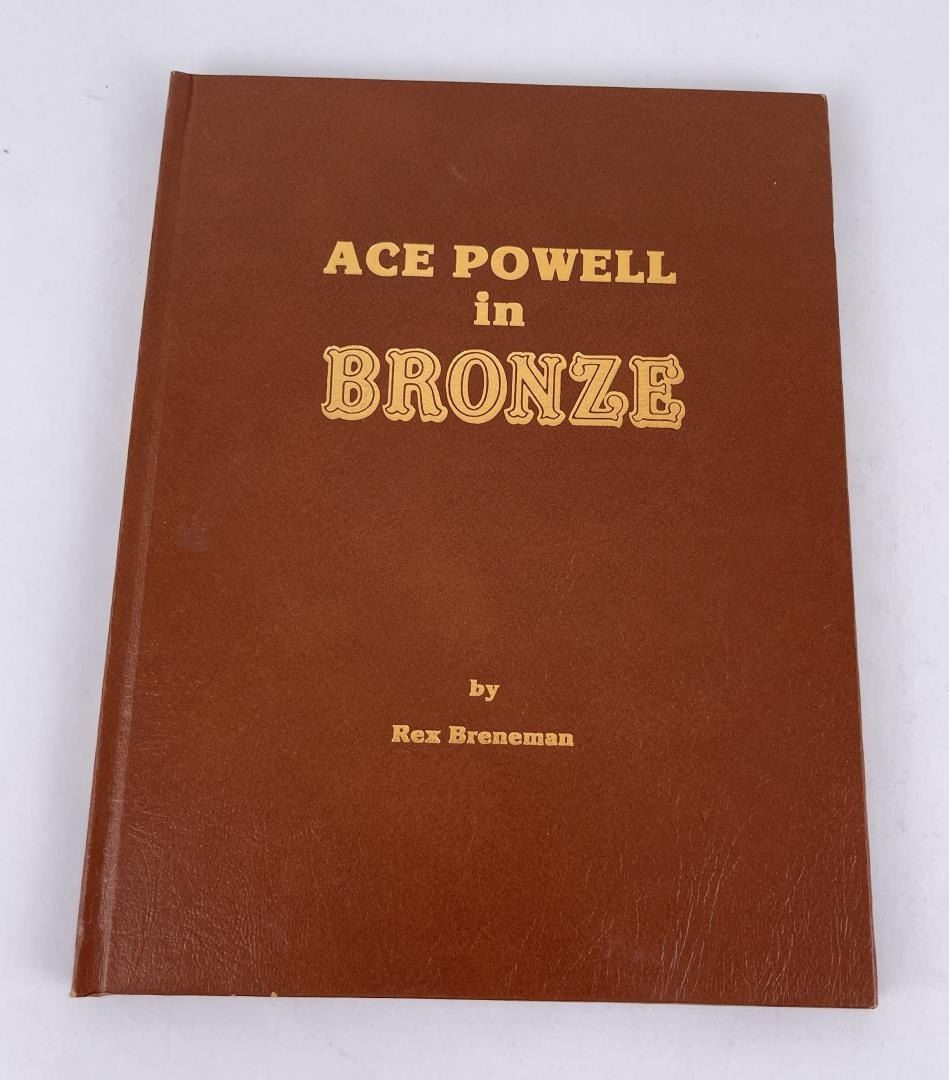 ACE POWELL
in
BRONZE
by
Rex Breneman